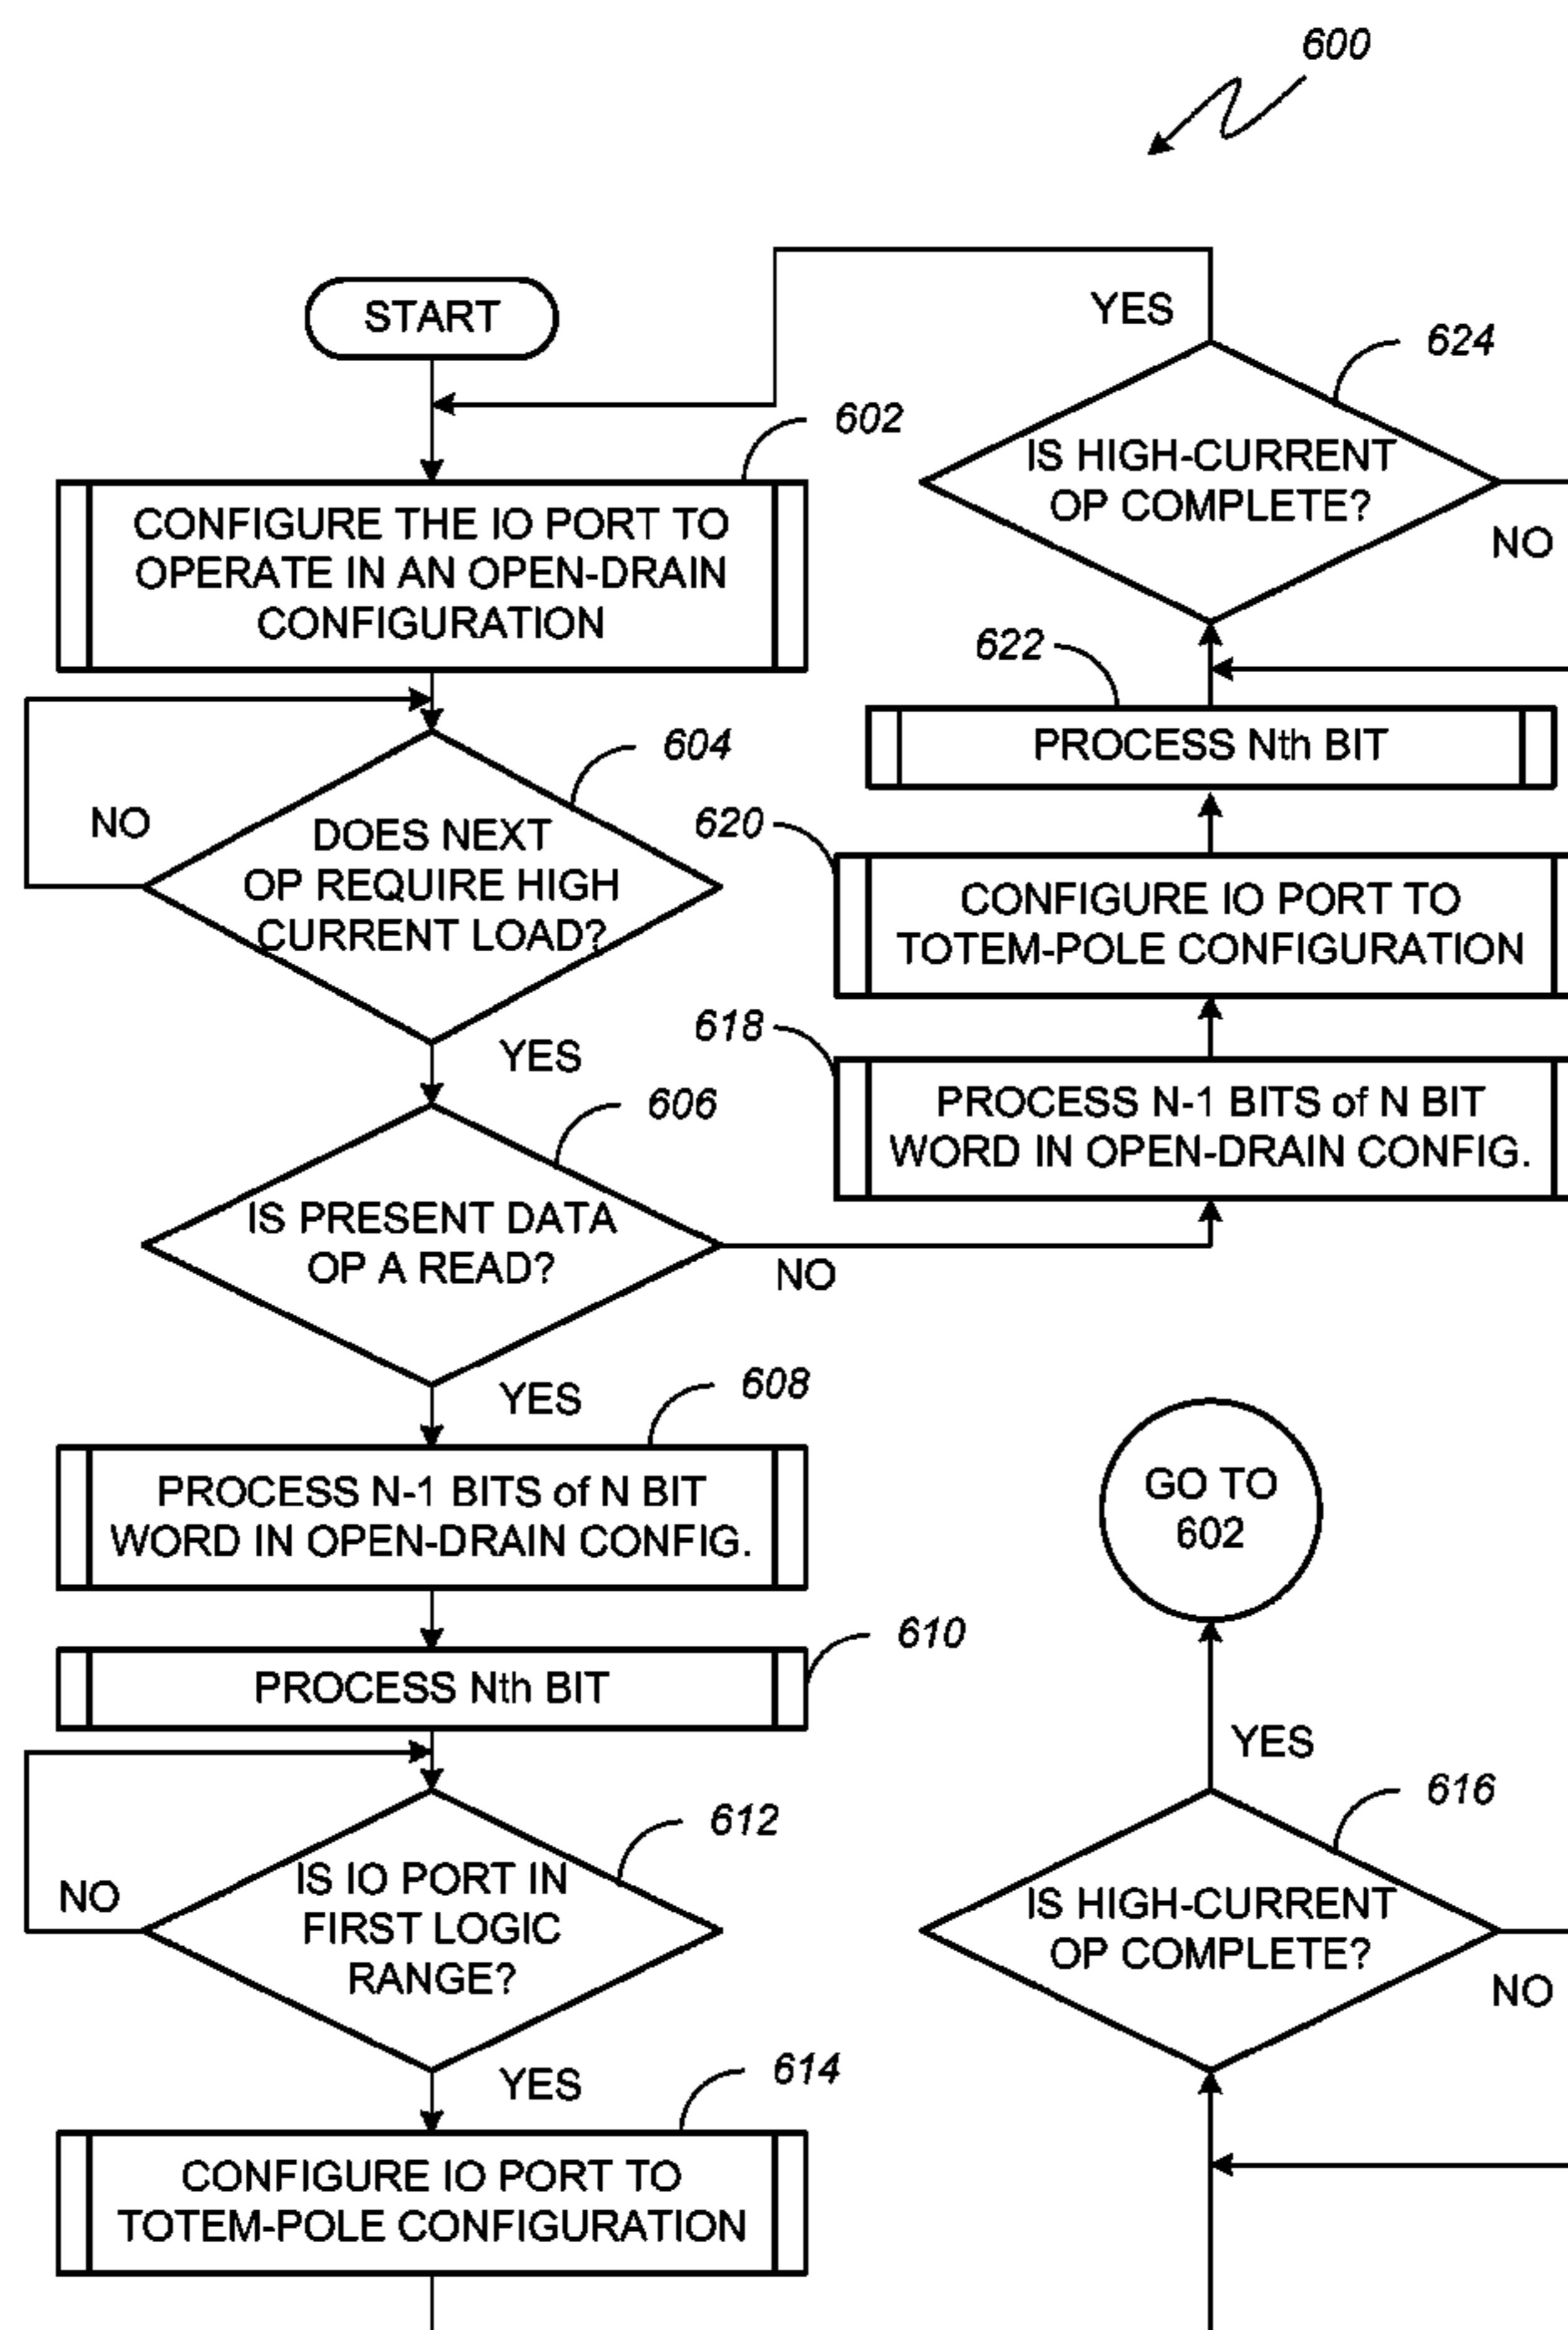 600
START
602
CONFIGURE THE IO PORT TO
OPERATE IN AN OPEN-DRAIN
CONFIGURATION
604
NO
DOES NEXT
OP REQUIRE HIGH
CURRENT LOAD?
YES
606
IS PRESENT DATA
OP A READ?
NO
YES
608
PROCESS N-1 BITS of N BIT
WORD IN OPEN-DRAIN CONFIG.
610
PROCESS Nth BIT
612
NO
IS IO PORT IN
FIRST LOGIC
RANGE?
YES
614
CONFIGURE IO PORT TO
TOTEM-POLE CONFIGURATION
YES
624
IS HIGH-CURRENT
OP COMPLETE?
NO
622
PROCESS Nth BIT
620
CONFIGURE IO PORT TO
TOTEM-POLE CONFIGURATION
618
PROCESS N-1 BITS of N BIT
WORD IN OPEN-DRAIN CONFIG.
GO TO
602
YES
616
IS HIGH-CURRENT
OP COMPLETE?
NO